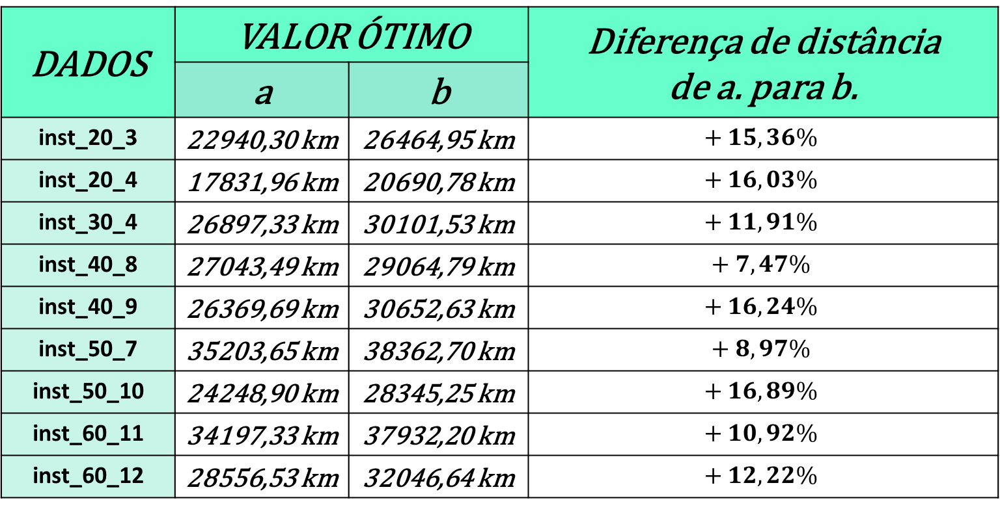 DADOS VALOR ÓTIMO Diferença de distância de a. para b.
a b
inst_20_3 22940,30 km 26464,95 km + 15,36%
inst_20_4 17831,96 km 20690,78 km + 16,03%
inst_30_4 26897,33 km 30101,53 km + 11,91%
inst_40_8 27043,49 km 29064,79 km + 7,47%
inst_40_9 26369,69 km 30652,63 km + 16,24%
inst_50_7 35203,65 km 38362,70 km + 8,97%
inst_50_10 24248,90 km 28345,25 km + 16,89%
inst_60_11 34197,33 km 37932,20 km + 10,92%
inst_60_12 28556,53 km 32046,64 km + 12,22%